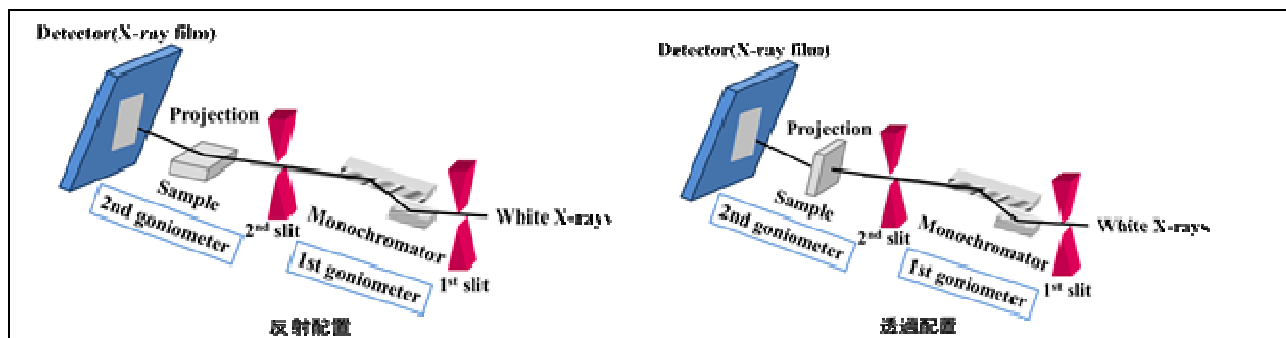 Detector(X-ray film)
Projection
Sample
2nd goniometer
2nd slit
Monochromator
1st goniometer
White X-rays
1st slit
反射配置
Detector(X-ray film)
Projection
Sample
2nd goniometer
2nd slit
Monochromator
1st goniometer
White X-rays
1st slit
透過配置